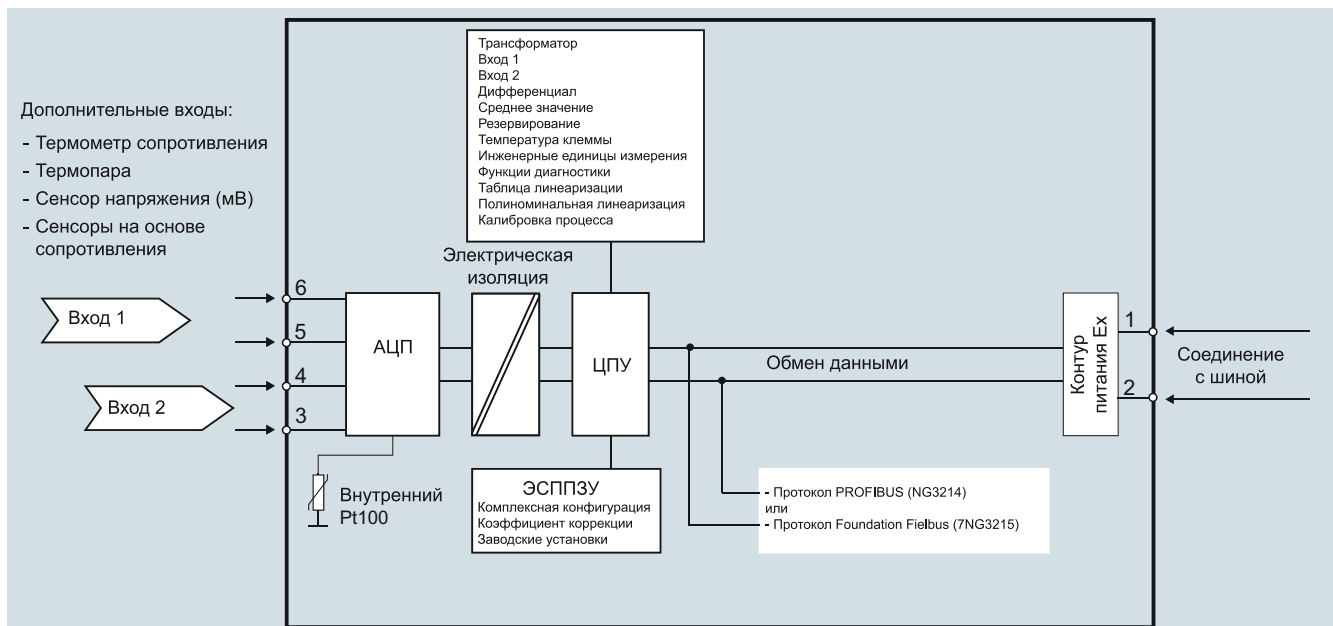 Трансформатор
Вход 1
Вход 2
Дифференциал
Среднее значение
Резервирование
Температура клеммы
Инженерные единицы измерения
Функции диагностики
Таблица линеаризации
Полиноминальная линеаризация
Калибровка процесса
Дополнительные входы:
- Термометр сопротивления
- Термопара
- Сенсор напряжения (мВ)
- Сенсоры на основе
сопротивления
Электрическая
изоляция
Вход 1
Вход 2
6
5
4
3
АЦП
ЦПУ
Обмен данными
Контур
питания Ex
1
2
Соединение
с шиной
Внутренний
Pt100
ЭСППЗУ
Комплексная конфигурация
Коэффициент коррекции
Заводские установки
- Протокол PROFIBUS (NG3214)
или
- Протокол Foundation Fielbus (7NG3215)